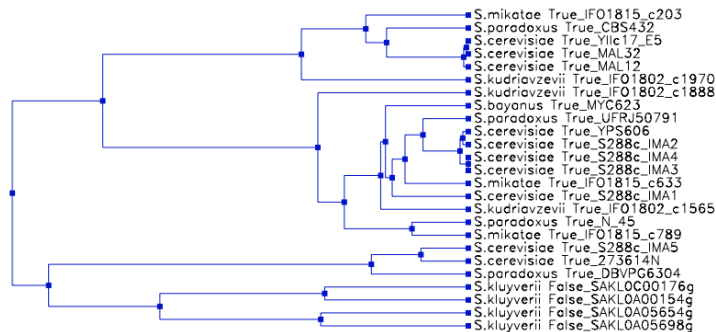 S.mikatae True_IFO1815_c203
S.paradoxus True_CBS432
S.cerevisiae True_YIIc17_E5
S.cerevisiae True_MAL32
S.cerevisiae True_MAL12
S.kudriavzevii True_IFO1802_c1970
S.kudriavzevii True_IFO1802_c1888
S.bayanus True_MYC623
S.paradoxus True_UFRJ50791
S.cerevisiae True_YPS606
S.cerevisiae True_S288c_IMA2
S.cerevisiae True_S288c_IMA4
S.cerevisiae True_S288c_IMA3
S.mikatae True_IFO1815_c633
S.cerevisiae True_S288c_IMA1
S.kudriavzevii True_IFO1802_c1565
S.paradoxus True_N_45
S.mikatae True_IFO1815_c789
S.cerevisiae True_S288c_IMA5
S.cerevisiae True_273614N
S.paradoxus True_DBVPG6304
S.kluyverii False_SAKL0C00176g
S.kluyverii False_SAKL0A00154g
S.kluyverii False_SAKL0A05654g
S.kluyverii False_SAKL0A05698g